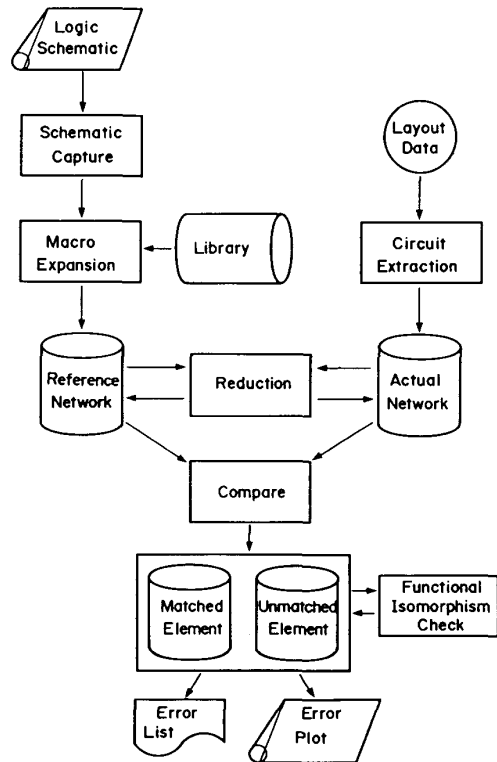 Logic
Schematic
Schematic
Capture
Layout
Data
Macro
Expansion
Library
Circuit
Extraction
Reference
Network
Reduction
Actual
Network
Compare
Matched
Element
Unmatched
Element
Functional
Isomorphism
Check
Error
List
Error
Plot